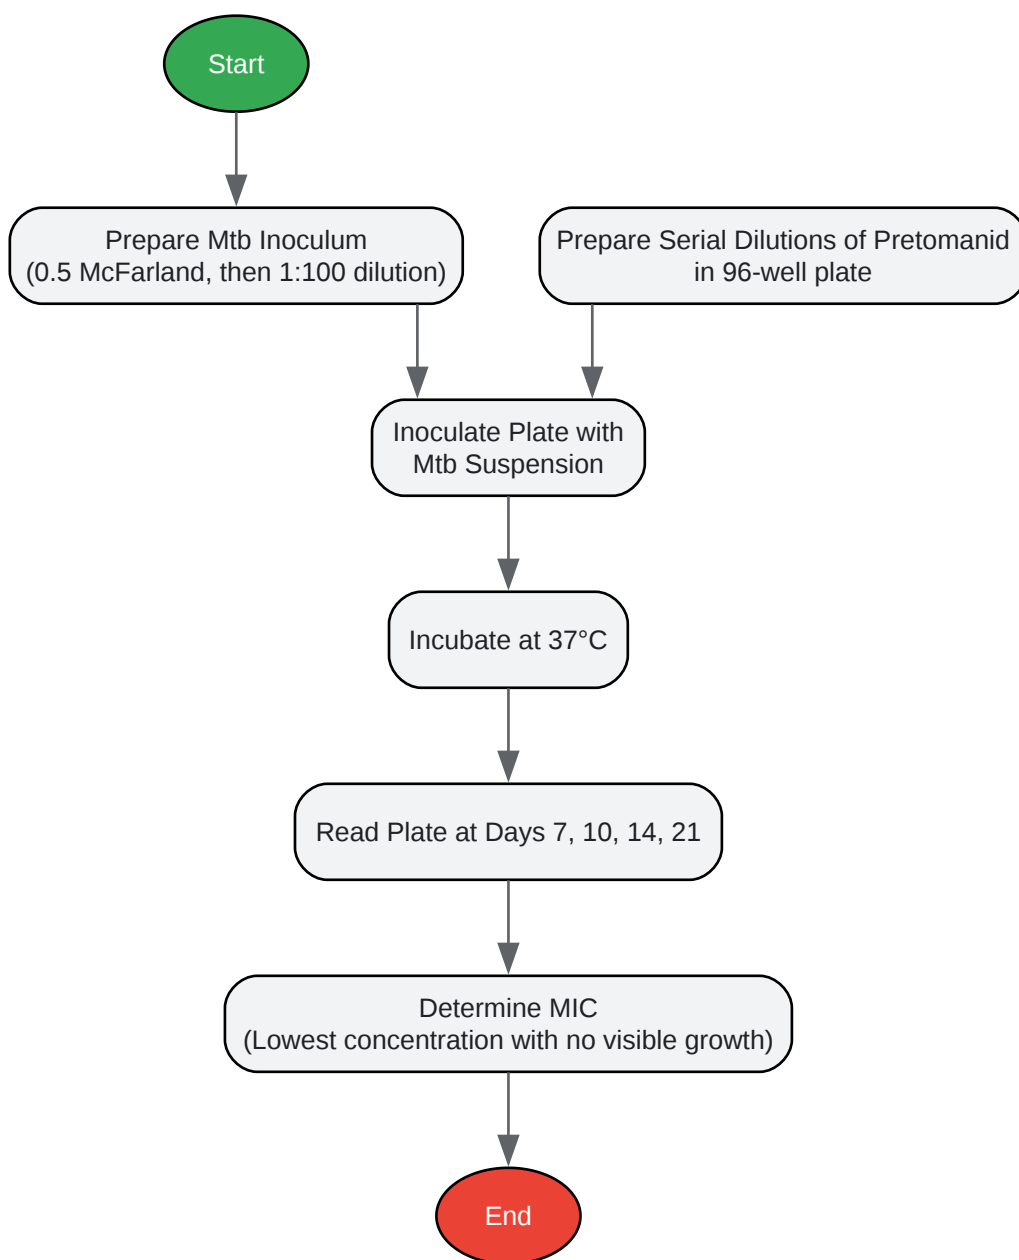 Start
Prepare Mtb Inoculum
(0.5 McFarland, then 1:100 dilution)
Prepare Serial Dilutions of Pretomanid
in 96-well plate
Inoculate Plate with
Mtb Suspension
Incubate at 37°C
Read Plate at Days 7, 10, 14, 21
Determine MIC
(Lowest concentration with no visible growth)
End